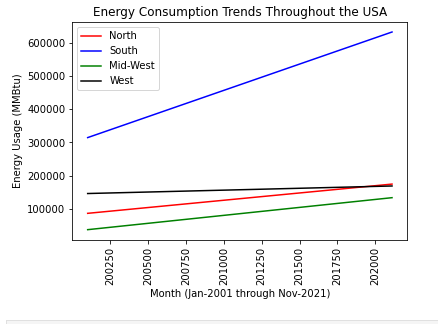 Energy Consumption Trends Throughout the USA
North
South
Mid-West
West
Energy Usage (MMBtu)
600000
500000
400000
300000
200000
100000
200250
200500
200750
201000
201250
201500
201750
202000
Month (Jan-2001 through Nov-2021)